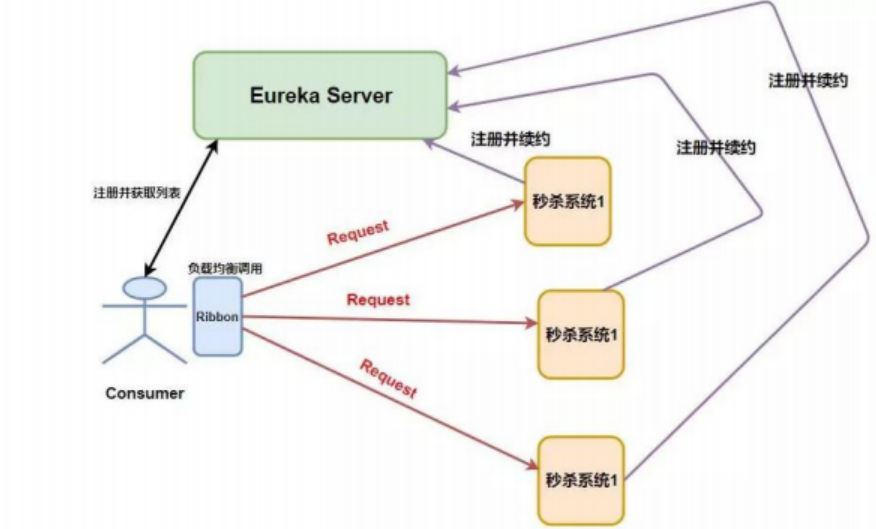 注册并续约
Eureka Server
注册并续约
注册并续约
注册并获取列表
秒杀系统1
Request
负载均衡调用
Request
Ribbon
秒杀系统1
Request
Consumer
秒杀系统1